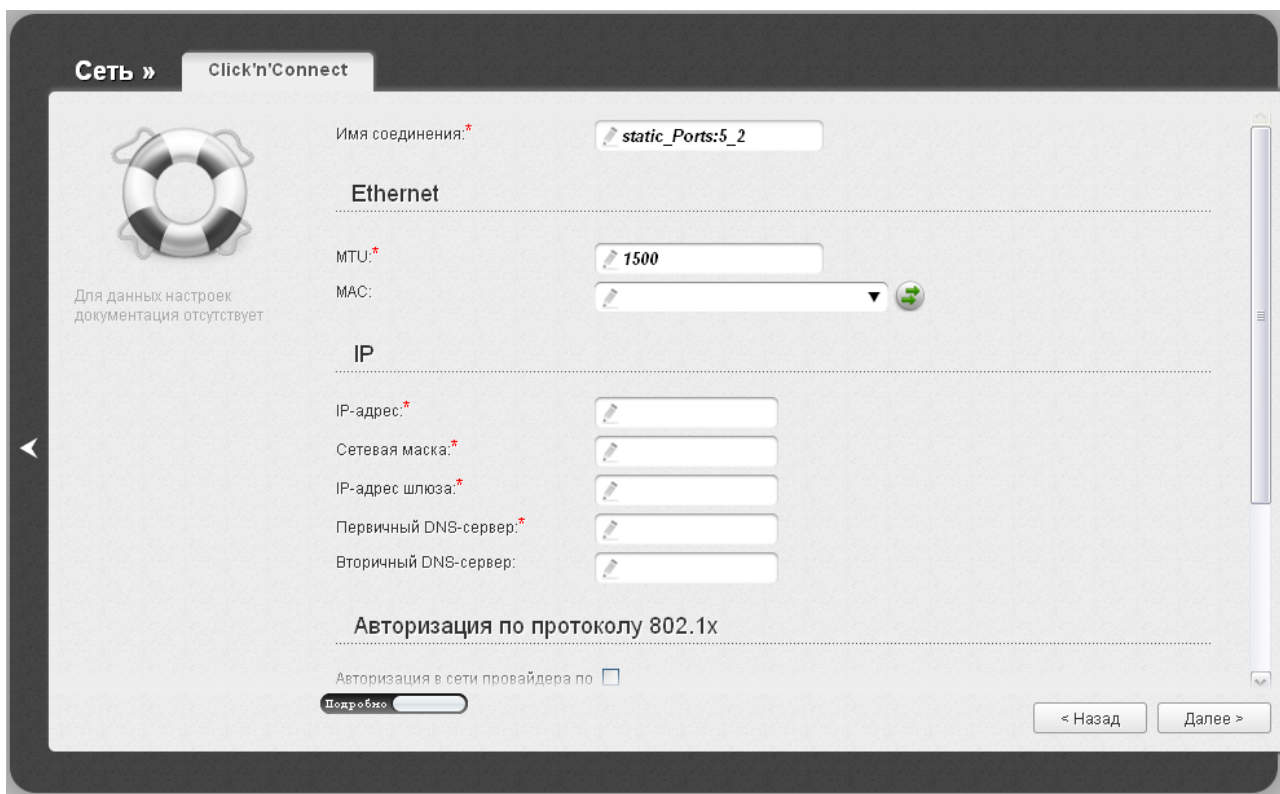 Сеть »
Click'n'Connect
Для данных настроек
документация отсутствует
Имя соединения:*
static_Ports:5_2
Ethernet
MTU:*
1500
MAC:
IP
IP-адрес:*
Сетевая маска:*
IP-адрес шлюза:*
Первичный DNS-сервер:*
Вторичный DNS-сервер:
Авторизация по протоколу 802.1x
Авторизация в сети провайдера по
Подробно
< Назад
Далее >